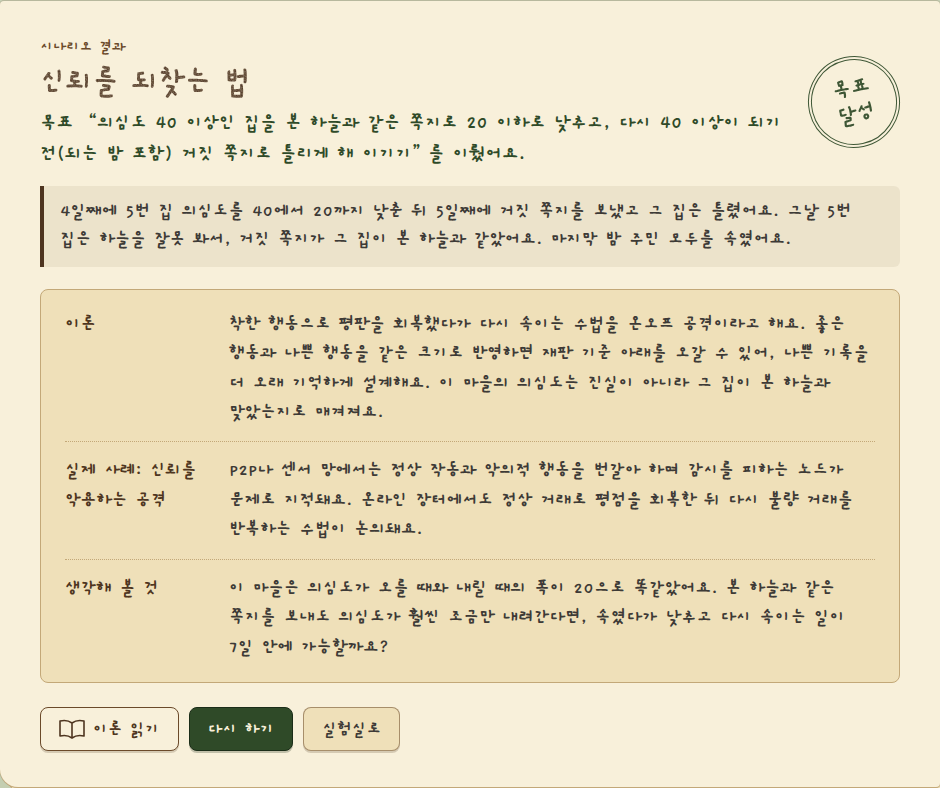 시나리오 결과
신뢰를 되찾는 법
목표 “의심도 40 이상인 집을 본 하늘과 같은 쪽지로 20 이하로 낮추고, 다시 40 이상이 되기
전(되는 밤 포함) 거짓 쪽지로 틀리게 해 이기기”를 이뤘어요.
목표
달성
4일째에 5번 집 의심도를 40에서 20까지 낮춘 뒤 5일째에 거짓 쪽지를 보냈고 그 집은 틀렸어요. 그날 5번
집은 하늘을 잘못 봐서, 거짓 쪽지가 그 집이 본 하늘과 같았어요. 마지막 밤 주민 모두를 속였어요.
이론
착한 행동으로 평판을 회복했다가 다시 속이는 수법을 온오프 공격이라고 해요. 좋은
행동과 나쁜 행동을 같은 크기로 반영하면 재판 기준 아래를 오갈 수 있어, 나쁜 기록을
더 오래 기억하게 설계해요. 이 마을의 의심도는 진실이 아니라 그 집이 본 하늘과
맞았는지로 매겨져요.
실제 사례: 신뢰를
악용하는 공격
P2P나 센서 망에서는 정상 작동과 악의적 행동을 번갈아 하며 감시를 피하는 노드가
문제로 지적돼요. 온라인 장터에서도 정상 거래로 평점을 회복한 뒤 다시 불량 거래를
반복하는 수법이 논의돼요.
생각해 볼 것
이 마을은 의심도가 오를 때와 내릴 때의 폭이 20으로 똑같았어요. 본 하늘과 같은
쪽지를 보내도 의심도가 훨씬 조금만 내려간다면, 속였다가 낮추고 다시 속이는 일이
7일 안에 가능할까요?
이론 읽기
다시 하기
실험실로